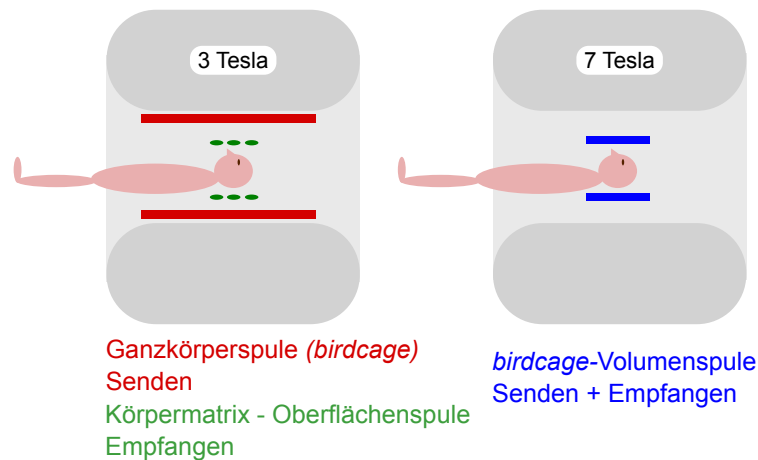 3 Tesla
7 Tesla
Ganzkörperspule (birdcage)
Senden
Körpermatrix - Oberflächenspule
Empfangen
birdcage-Volumenspule
Senden + Empfangen